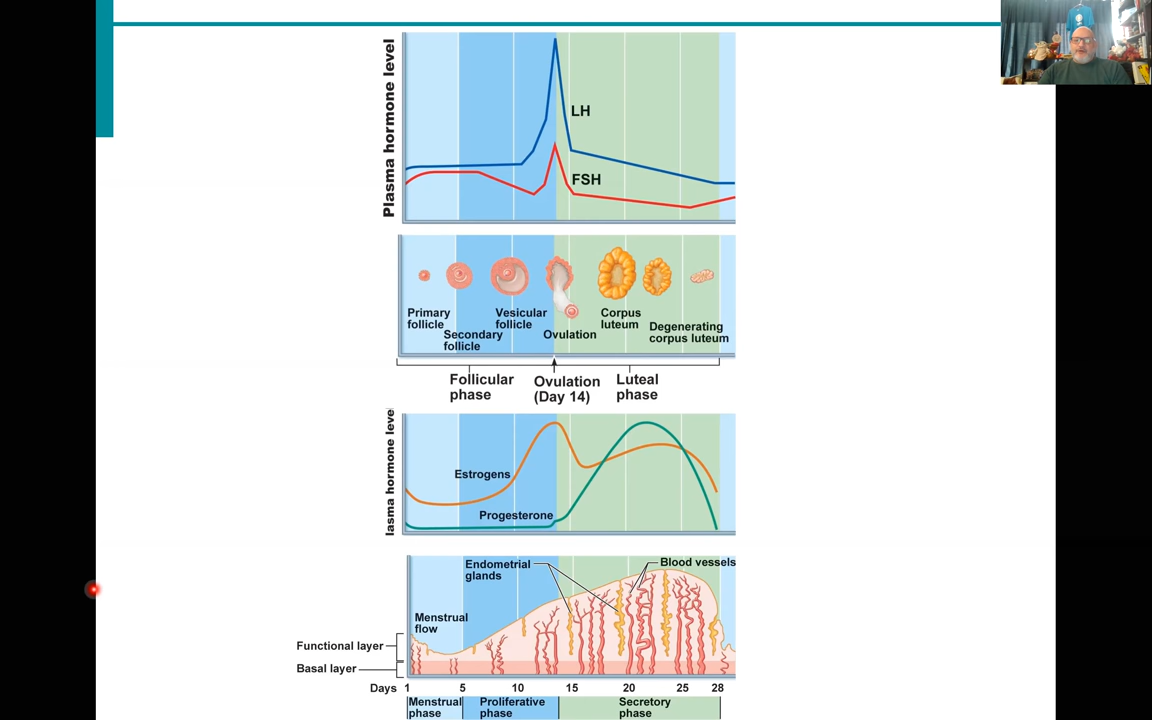 Plasma hormone level
LH
FSH
Primary
follicle
Secondary
follicle
Vesicular
follicle
Ovulation
Corpus
luteum
Degenerating
corpus luteum
Follicular
phase
Ovulation
(Day 14)
Luteal
phase
lasma hormone leve
Estrogens
Progesterone
Endometrial
glands
Blood vessels
Menstrual
flow
Functional layer
Basal layer
Days 1 5 10 15 20 25 28
Menstrual
phase
Proliferative
phase
Secretory
phase